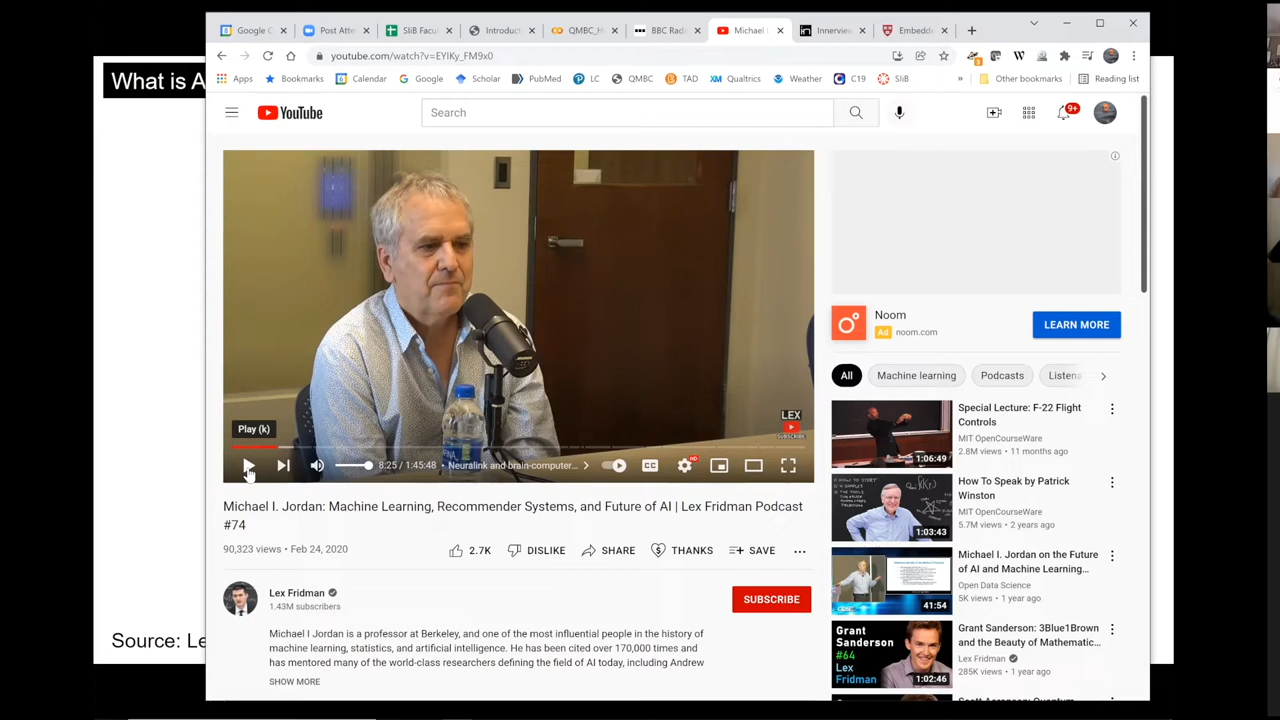 Google C
Post Atte
SliB Facu
Introduct
QMBC_H
BBC Rad
Michael I
Innerview
Embedde
youtube.com/watch?v=EYIKy_FM9x0
Apps
Bookmarks
Calendar
Google
Scholar
PubMed
LC
QMBC
TAD
Qualtrics
Weather
C19
SliB
»
Other bookmarks
Reading list
What is A
YouTube
Search
9+
LEX
SUBSCRIBE
Play (k)
8:25 / 1:45:48 • Neuralink and brain-computer...
CC
HD
Michael I. Jordan: Machine Learning, Recommender Systems, and Future of AI | Lex Fridman Podcast
#74
90,323 views • Feb 24, 2020
2.7K
DISLIKE
SHARE
THANKS
SAVE
Lex Fridman
1.43M subscribers
SUBSCRIBE
Michael I Jordan is a professor at Berkeley, and one of the most influential people in the history of
machine learning, statistics, and artificial intelligence. He has been cited over 170,000 times and
has mentored many of the world-class researchers defining the field of AI today, including Andrew
SHOW MORE
Source: Le
Noom
Ad noom.com
LEARN MORE
All
Machine learning
Podcasts
Listena
Special Lecture: F-22 Flight
Controls
MIT OpenCourseWare
2.8M views • 11 months ago
1:06:49
How To Speak by Patrick
Winston
MIT OpenCourseWare
5.7M views • 2 years ago
1:03:43
Michael I. Jordan on the Future
of AI and Machine Learning...
Open Data Science
5K views • 1 year ago
41:54
Grant Sanderson: 3Blue1Brown
and the Beauty of Mathematic...
Lex Fridman
285K views • 1 year ago
GRANT
SANDERSON
#64
LEX
FRIDMAN
1:02:46